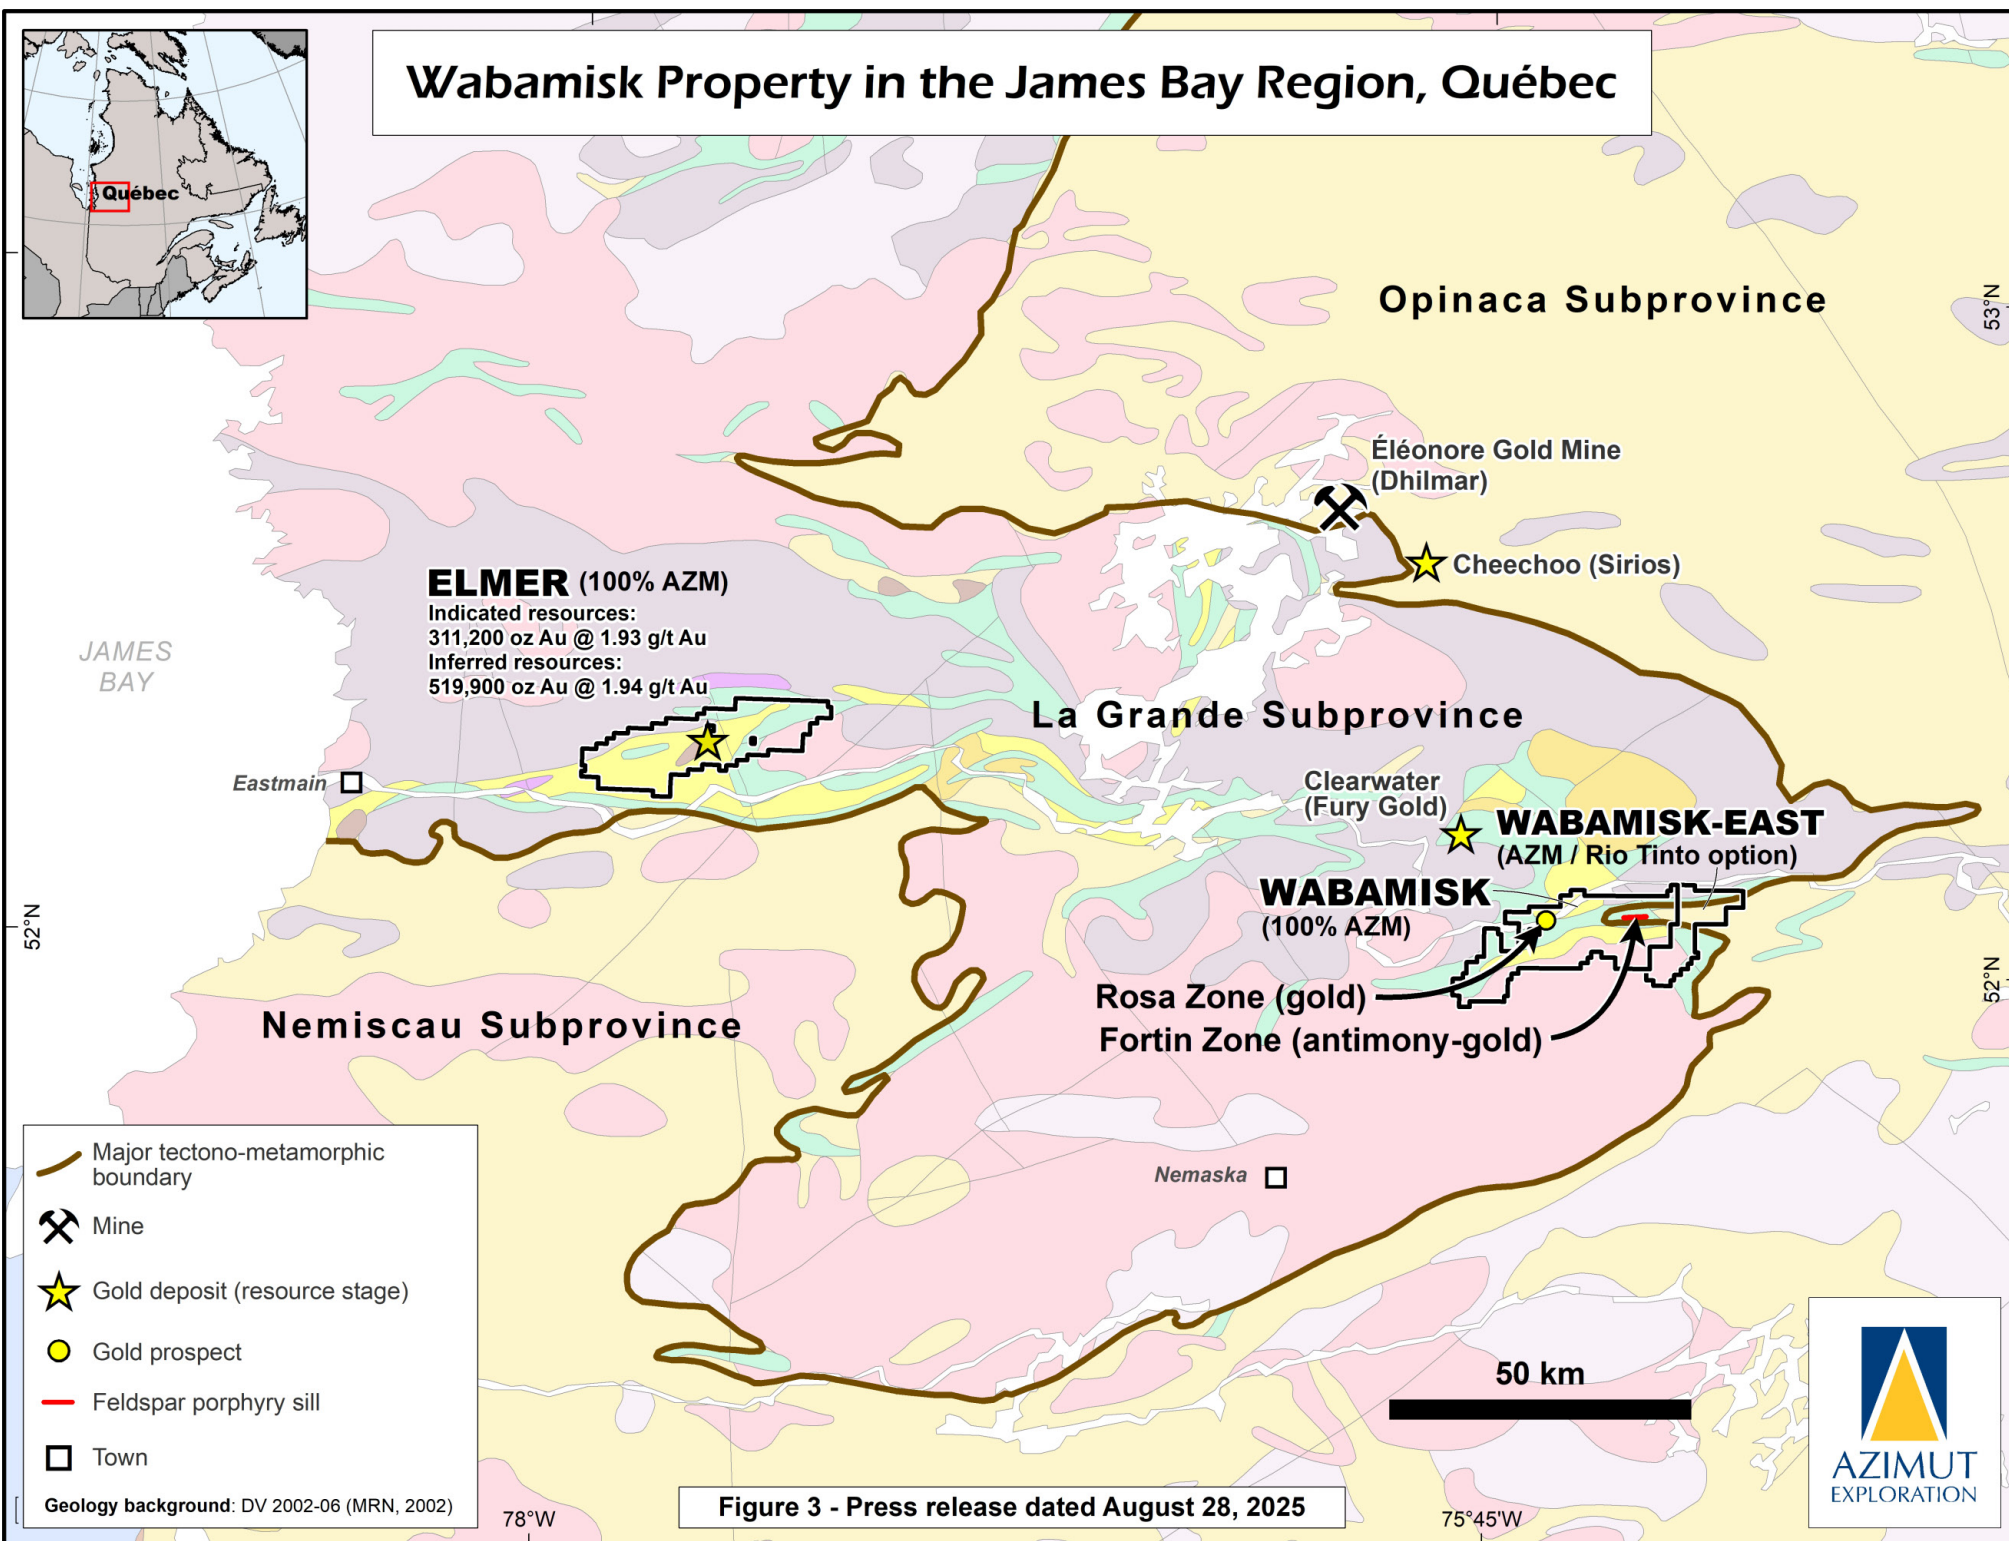 Wabamisk Property in the James Bay Region, Québec
Québec
Opinaca Subprovince
53°N
Éléonore Gold Mine
(Dhilmar)
Cheechoo (Sirios)
ELMER (100% AZM)
Indicated resources:
311,200 oz Au @ 1.93 g/t Au
Inferred resources:
519,900 oz Au @ 1.94 g/t Au
JAMES
BAY
La Grande Subprovince
Eastmain
Clearwater
(Fury Gold)
WABAMISK-EAST
(AZM / Rio Tinto option)
WABAMISK
(100% AZM)
52°N
52°N
Rosa Zone (gold)
Fortin Zone (antimony-gold)
Nemiscau Subprovince
Nemaska
Major tectono-metamorphic
boundary
Mine
Gold deposit (resource stage)
Gold prospect
Feldspar porphyry sill
Town
Geology background: DV 2002-06 (MRN, 2002)
50 km
78°W
Figure 3 - Press release dated August 28, 2025
75°45'W
AZIMUT
EXPLORATION